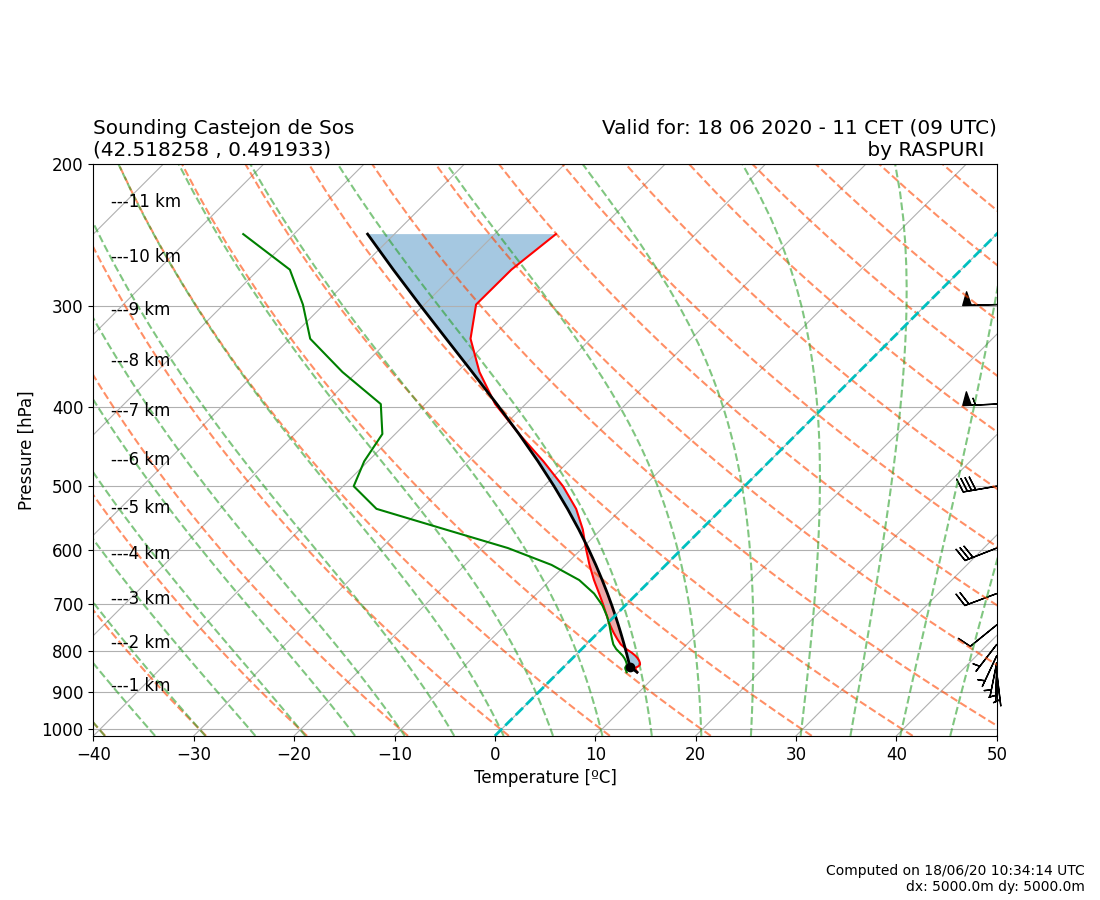 Sounding Castejon de Sos
(42.518258 , 0.491933)
Valid for: 18 06 2020 - 11 CET (09 UTC)
by RASPURI
200
300
400
500
600
700
800
900
1000
Pressure [hPa]
---11 km
---10 km
---9 km
---8 km
---7 km
---6 km
---5 km
---4 km
---3 km
---2 km
---1 km
−40 −30 −20 −10 0 10 20 30 40 50
Temperature [ºC]
Computed on 18/06/20 10:34:14 UTC
dx: 5000.0m dy: 5000.0m